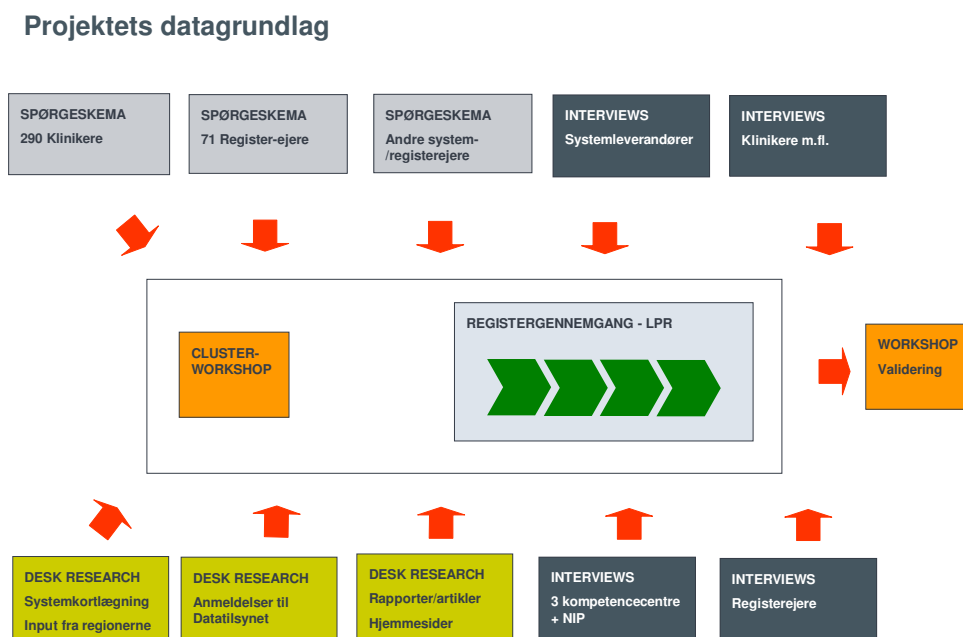 Projektets datagrundlag
SPØRGESKEMA
290 Klinikere
SPØRGESKEMA
71 Register-ejere
SPØRGESKEMA
Andre system-
/registerejere
INTERVIEWS
Systemleverandører
INTERVIEWS
Klinikere m.fl.
CLUSTER-
WORKSHOP
REGISTERGENNEMGANG - LPR
WORKSHOP
Validering
DESK RESEARCH
Systemkortlægning
Input fra regionerne
DESK RESEARCH
Anmeldelser til
Datatilsynet
DESK RESEARCH
Rapporter/artikler
Hjemmesider
INTERVIEWS
3 kompetencecentre
+ NIP
INTERVIEWS
Registerejere